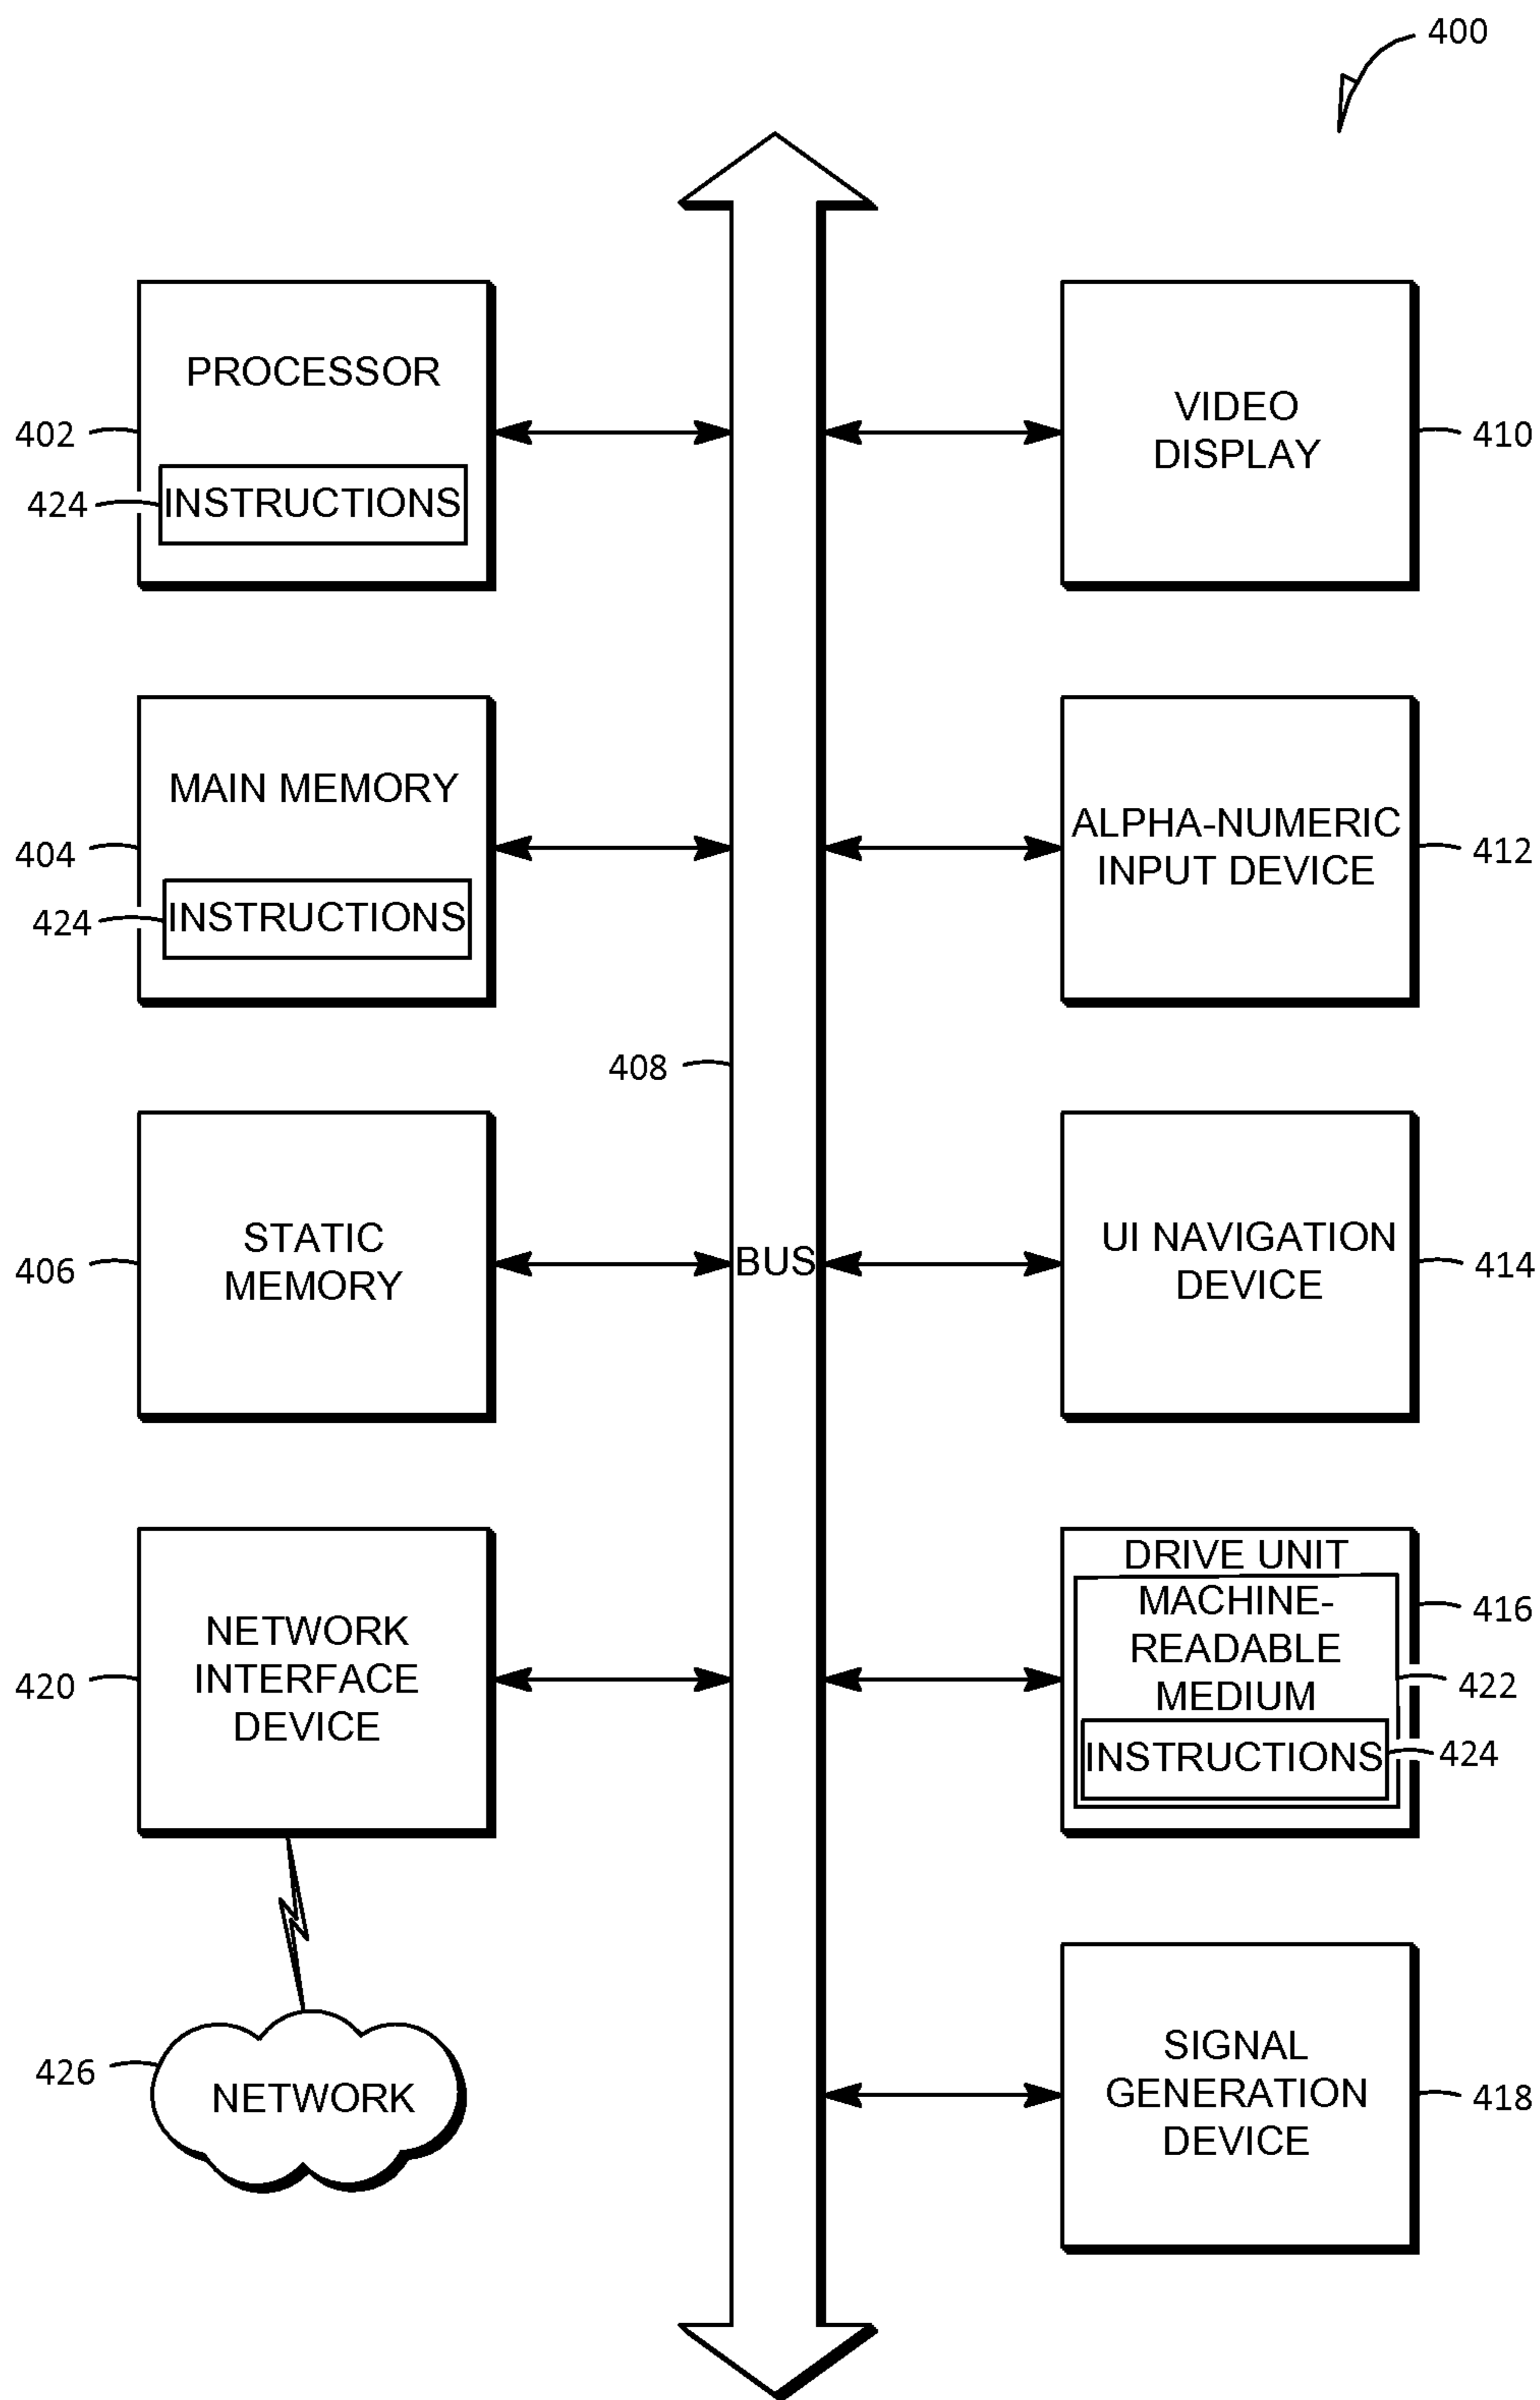 400
PROCESSOR
402
424
INSTRUCTIONS
VIDEO
DISPLAY
410
MAIN MEMORY
404
424
INSTRUCTIONS
ALPHA-NUMERIC
INPUT DEVICE
412
408
BUS
STATIC
MEMORY
406
UI NAVIGATION
DEVICE
414
NETWORK
INTERFACE
DEVICE
420
DRIVE UNIT
MACHINE-
READABLE
MEDIUM
INSTRUCTIONS
416
422
424
426
NETWORK
SIGNAL
GENERATION
DEVICE
418